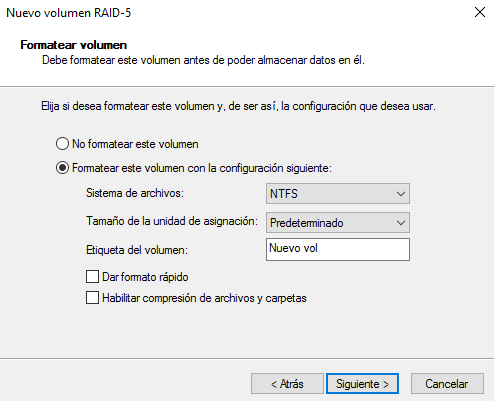 Nuevo volumen RAID-5
Formatear volumen
Debe formatear este volumen antes de poder almacenar datos en él.
Elija si desea formatear este volumen y, de ser así, la configuración que desea usar.
No formatear este volumen
Formatear este volumen con la configuración siguiente:
Sistema de archivos: NTFS
Tamaño de la unidad de asignación: Predeterminado
Etiqueta del volumen: Nuevo vol
Dar formato rápido
Habilitar compresión de archivos y carpetas
< Atrás Siguiente > Cancelar